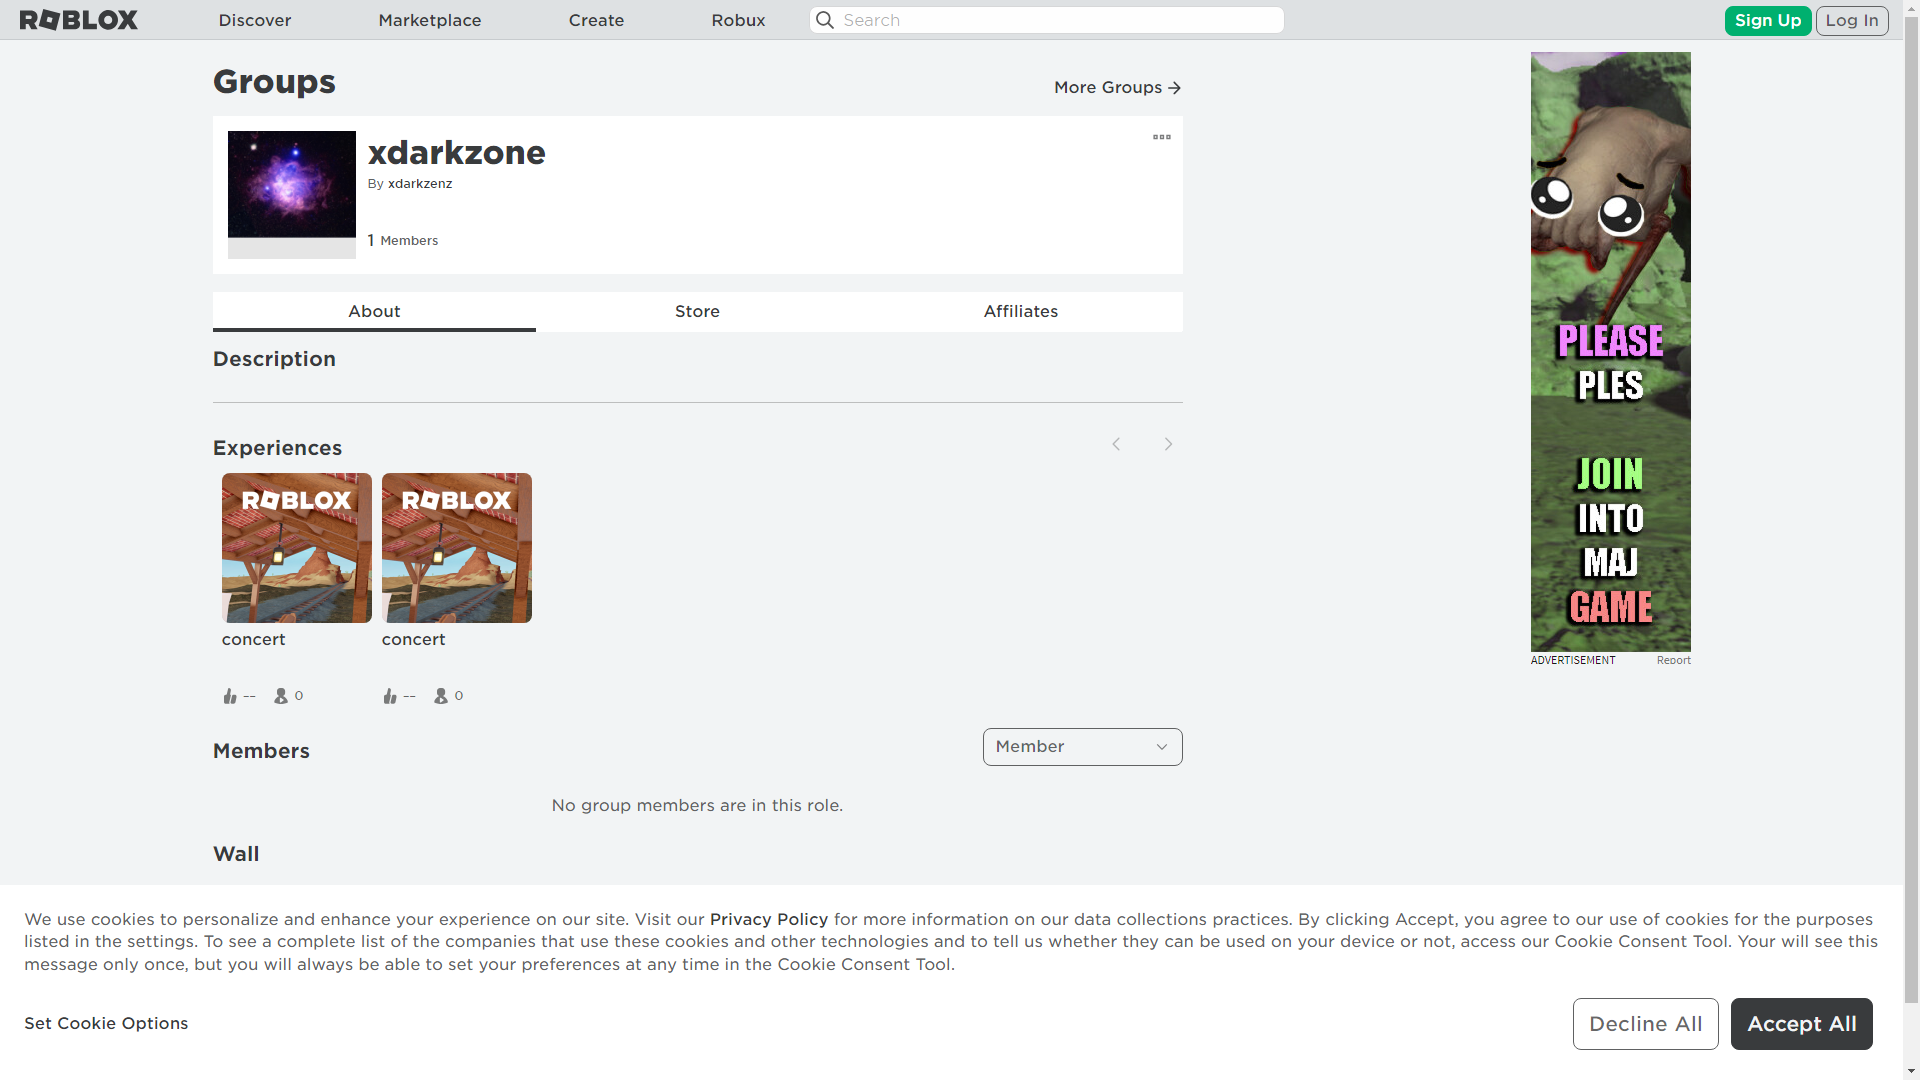 ROBLOX
Discover
Marketplace
Create
Robux
Search
Sign Up
Log In
Groups
More Groups
xdarkzone
By xdarkzenz
1 Members
About
Store
Affiliates
Description
Experiences
ROBLOX
ROBLOX
concert
concert
-- 0
-- 0
Members
Member
No group members are in this role.
Wall
PLEASE
PLES
JOIN
INTO
MAJ
GAME
ADVERTISEMENT
Report
We use cookies to personalize and enhance your experience on our site. Visit our Privacy Policy for more information on our data collections practices. By clicking Accept, you agree to our use of cookies for the purposes
listed in the settings. To see a complete list of the companies that use these cookies and other technologies and to tell us whether they can be used on your device or not, access our Cookie Consent Tool. Your will see this
message only once, but you will always be able to set your preferences at any time in the Cookie Consent Tool.
Set Cookie Options
Decline All
Accept All